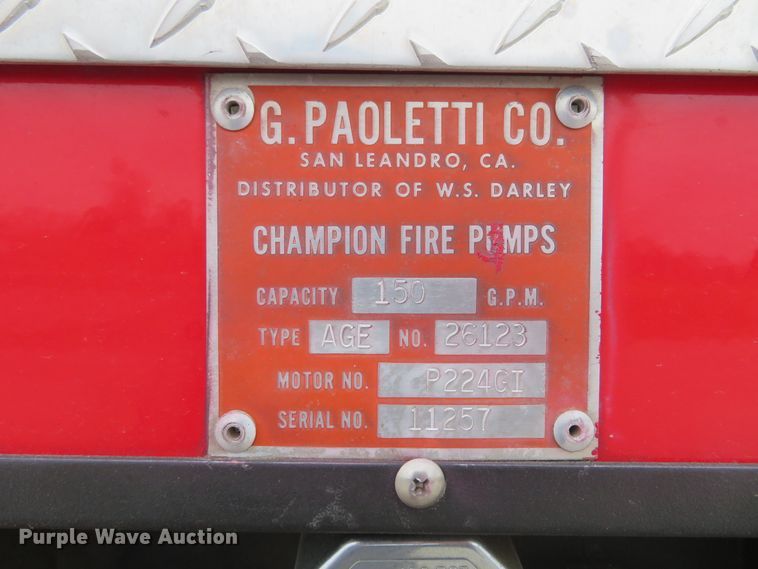 G. PAOLETTI CO.
SAN LEANDRO, CA.
DISTRIBUTOR OF W.S. DARLEY
CHAMPION FIRE PUMPS
CAPACITY 150 G.P.M.
TYPE AGE NO. 26123
MOTOR NO. P224GI
SERIAL NO. 11257
Purple Wave Auction